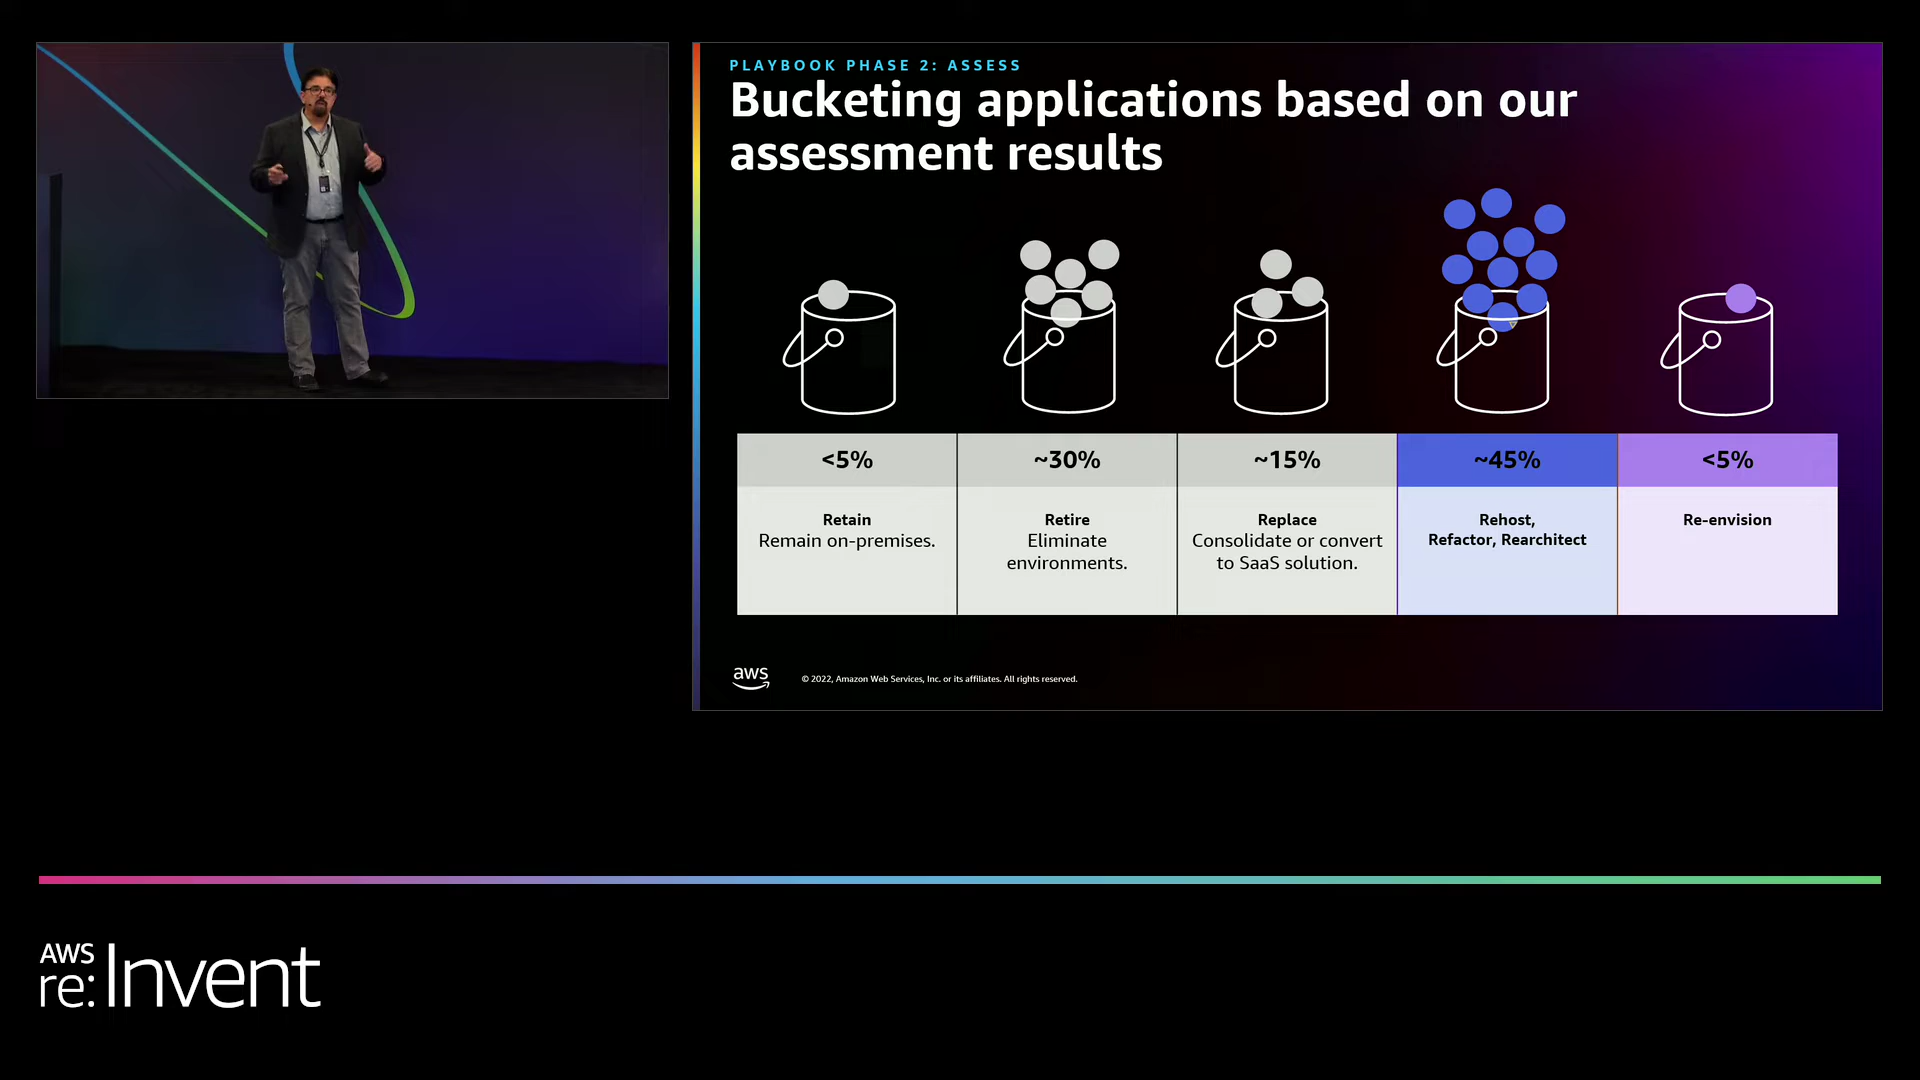 PLAYBOOK PHASE 2: ASSESS
Bucketing applications based on our
assessment results
<5%
~30%
~15%
~45%
<5%
Retain
Remain on-premises.
Retire
Eliminate
environments.
Replace
Consolidate or convert
to SaaS solution.
Rehost,
Refactor, Rearchitect
Re-envision
aws
© 2022, Amazon Web Services, Inc. or its affiliates. All rights reserved.
AWS
re:Invent